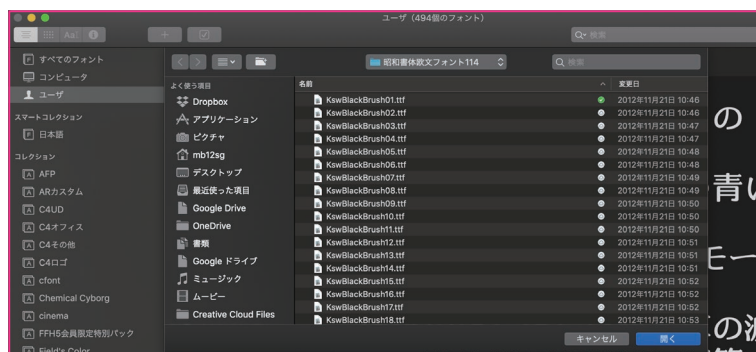 ユーザ（494個のフォント）
Aa
検索
すべてのフォント
コンピュータ
ユーザ
スマートコレクション
日本語
コレクション
AFP
ARカスタム
C4UD
C4オフィス
C4その他
C4ロゴ
cfont
Chemical Cyborg
cinema
FFH5会員限定特別パック
Field's Color
昭和書体欧文フォント114
検索
よく使う項目
Dropbox
アプリケーション
ピクチャ
mb12sg
デスクトップ
最近使った項目
Google Drive
OneDrive
書類
Google ドライブ
ミュージック
ムービー
Creative Cloud Files
名前 変更日
KswBlackBrush01.ttf 2012年11月21日 10:46
KswBlackBrush02.ttf 2012年11月21日 10:46
KswBlackBrush03.ttf 2012年11月21日 10:47
KswBlackBrush04.ttf 2012年11月21日 10:47
KswBlackBrush05.ttf 2012年11月21日 10:48
KswBlackBrush06.ttf 2012年11月21日 10:48
KswBlackBrush07.ttf 2012年11月21日 10:49
KswBlackBrush08.ttf 2012年11月21日 10:49
KswBlackBrush09.ttf 2012年11月21日 10:50
KswBlackBrush10.ttf 2012年11月21日 10:50
KswBlackBrush11.ttf 2012年11月21日 10:50
KswBlackBrush12.ttf 2012年11月21日 10:51
KswBlackBrush13.ttf 2012年11月21日 10:51
KswBlackBrush14.ttf 2012年11月21日 10:51
KswBlackBrush15.ttf 2012年11月21日 10:52
KswBlackBrush16.ttf 2012年11月21日 10:52
KswBlackBrush17.ttf 2012年11月21日 10:52
KswBlackBrush18.ttf 2012年11月21日 10:53
キャンセル
開く
の
青い
モー
の波